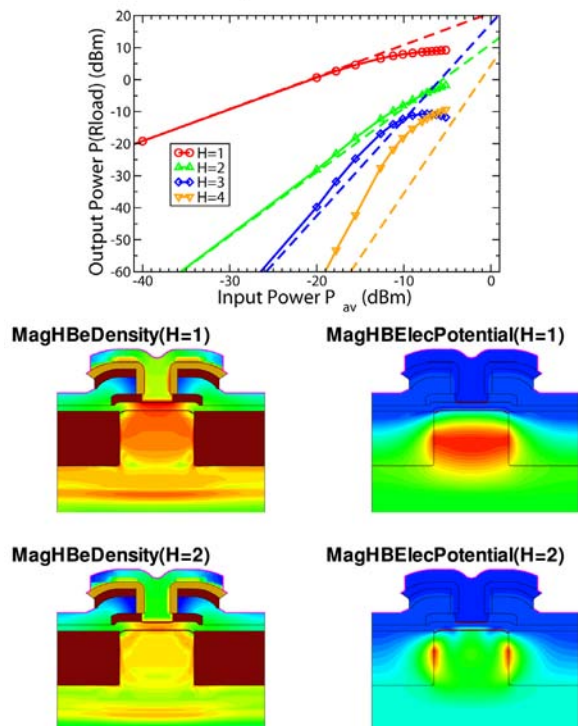 20
10
0
-10
-20
-30
-40
-50
-60
Output Power P(Rload) (dBm)
H=1
H=2
H=3
H=4
-40 -30 -20 -10 0
Input Power P_av (dBm)
MagHBeDensity(H=1) MagHBElecPotential(H=1)
MagHBeDensity(H=2) MagHBElecPotential(H=2)